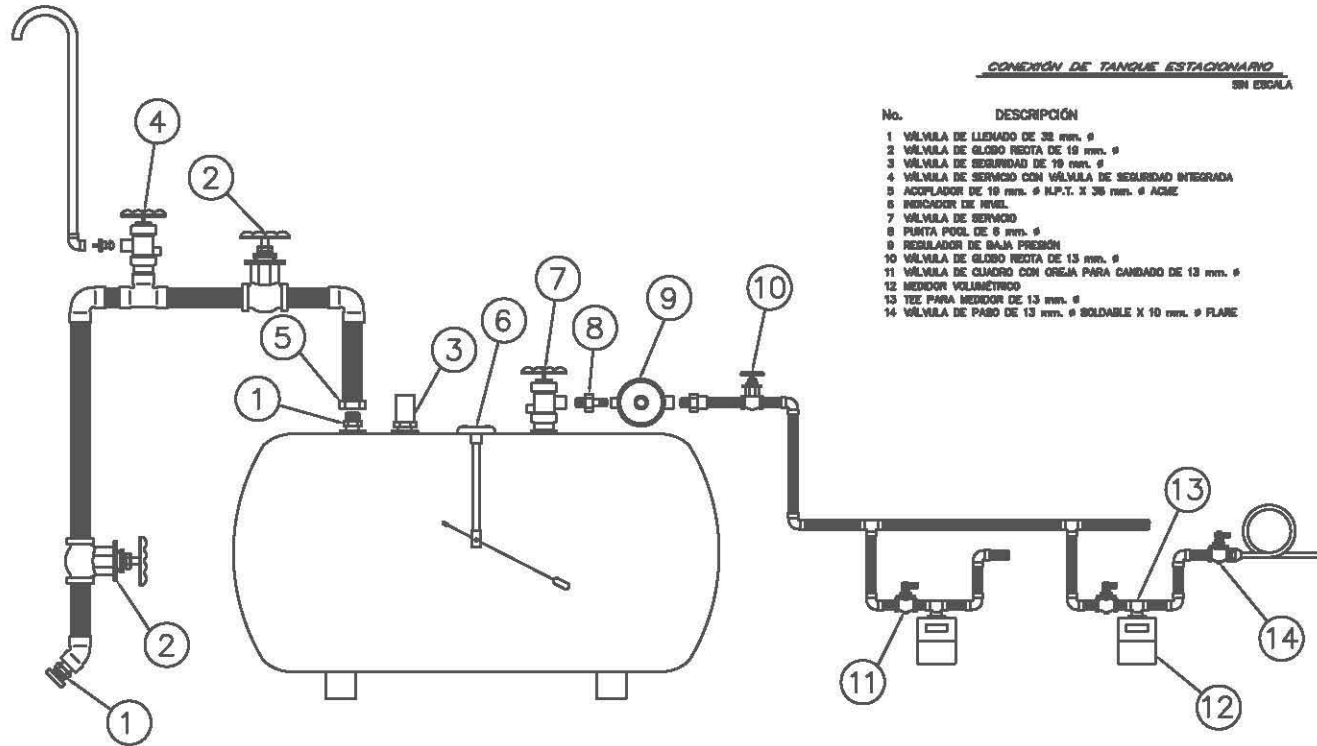 CONEXIÓN DE TANQUE ESTACIONARIO
SIN ESCALA
No. DESCRIPCIÓN
1 VÁLVULA DE LLENADO DE 32 mm. ø
2 VÁLVULA DE GLOBO RECTA DE 19 mm. ø
3 VÁLVULA DE SEGURIDAD DE 19 mm. ø
4 VÁLVULA DE SERVICIO CON VÁLVULA DE SEGURIDAD INTEGRADA
5 ACOPLADOR DE 19 mm. ø N.P.T. X 38 mm. ø ACME
6 INDICADOR DE NIVEL
7 VÁLVULA DE SERVICIO
8 PUNTA POOL DE 6 mm. ø
9 REGULADOR DE BAJA PRESIÓN
10 VÁLVULA DE GLOBO RECTA DE 13 mm. ø
11 VÁLVULA DE CUADRO CON OREJA PARA CANDADO DE 13 mm. ø
12 MEDIDOR VOLUMÉTRICO
13 TEE PARA MEDIDOR DE 13 mm. ø
14 VÁLVULA DE PASO DE 13 mm. ø SOLDABLE X 10 mm. ø FLARE
4
2
5
1
3
6
7
8
9
10
2
1
11
13
12
14